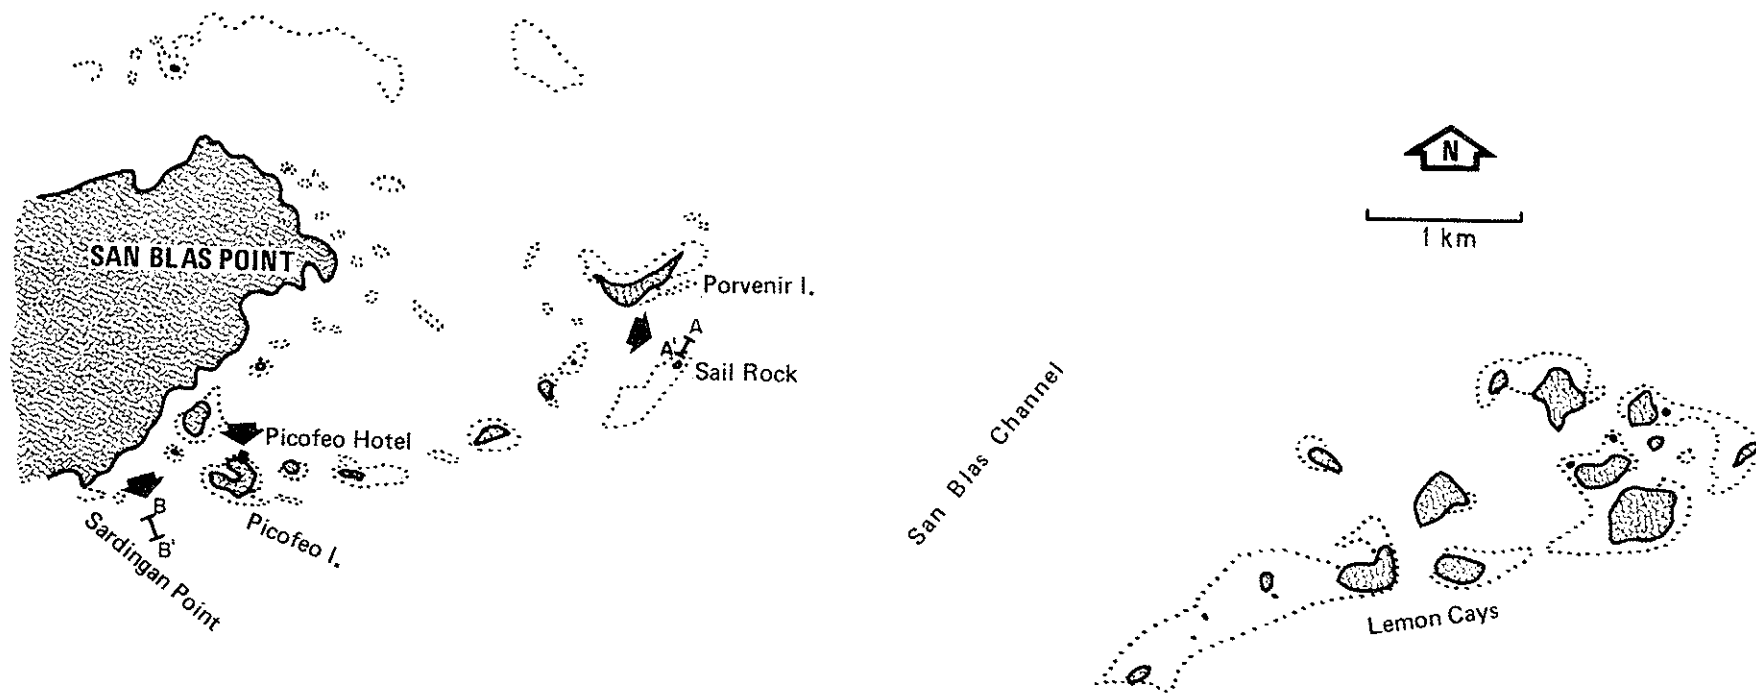 N
1 km
SAN BLAS POINT
Porvenir I.
A
A'
Sail Rock
San Blas Channel
Picofeo Hotel
Picofeo I.
B
B'
Sardingan Point
Lemon Cays